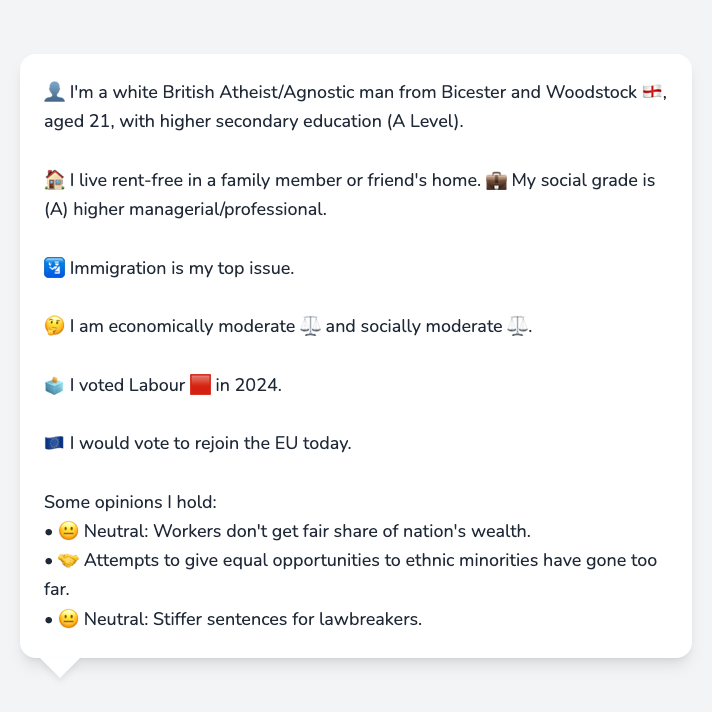 👤 I'm a white British Atheist/Agnostic man from Bicester and Woodstock 🏴󠁧󠁢󠁥󠁮󠁧󠁿,
aged 21, with higher secondary education (A Level).
🏠 I live rent-free in a family member or friend's home. 💼 My social grade is
(A) higher managerial/professional.
🛂 Immigration is my top issue.
🤔 I am economically moderate ⚖️ and socially moderate ⚖️.
🗳️ I voted Labour 🟥 in 2024.
🇪🇺 I would vote to rejoin the EU today.
Some opinions I hold:
• 😐 Neutral: Workers don't get fair share of nation's wealth.
• 🤝 Attempts to give equal opportunities to ethnic minorities have gone too
far.
• 😐 Neutral: Stiffer sentences for lawbreakers.